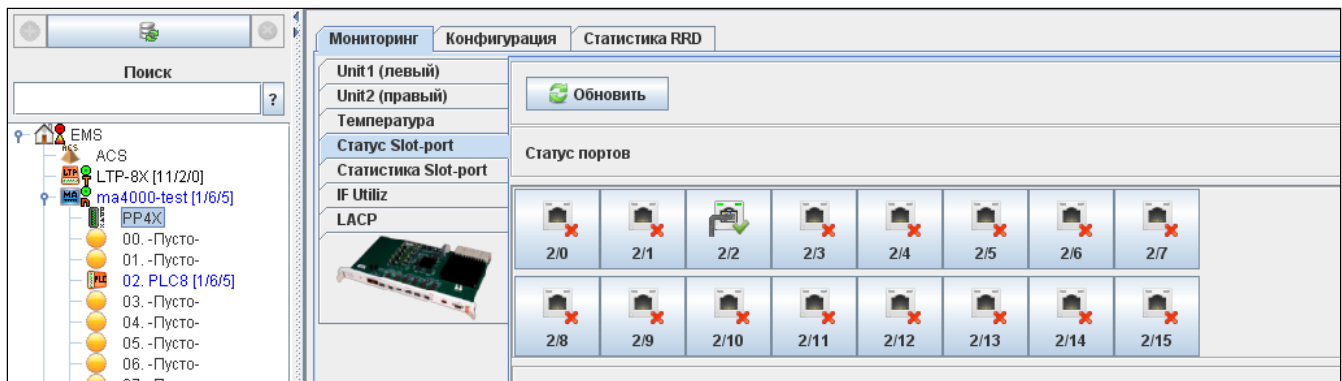 Поиск
?
EMS
ACS
LTP-8X [11/2/0]
ma4000-test [1/6/5]
PP4X
00. -Пусто-
01. -Пусто-
02. PLC8 [1/6/5]
03. -Пусто-
04. -Пусто-
05. -Пусто-
06. -Пусто-
Мониторинг Конфигурация Статистика RRD
Unit1 (левый)
Unit2 (правый)
Температура
Статус Slot-port
Статистика Slot-port
IF Utiliz
LACP
Обновить
Статус портов
2/0 2/1 2/2 2/3 2/4 2/5 2/6 2/7
2/8 2/9 2/10 2/11 2/12 2/13 2/14 2/15